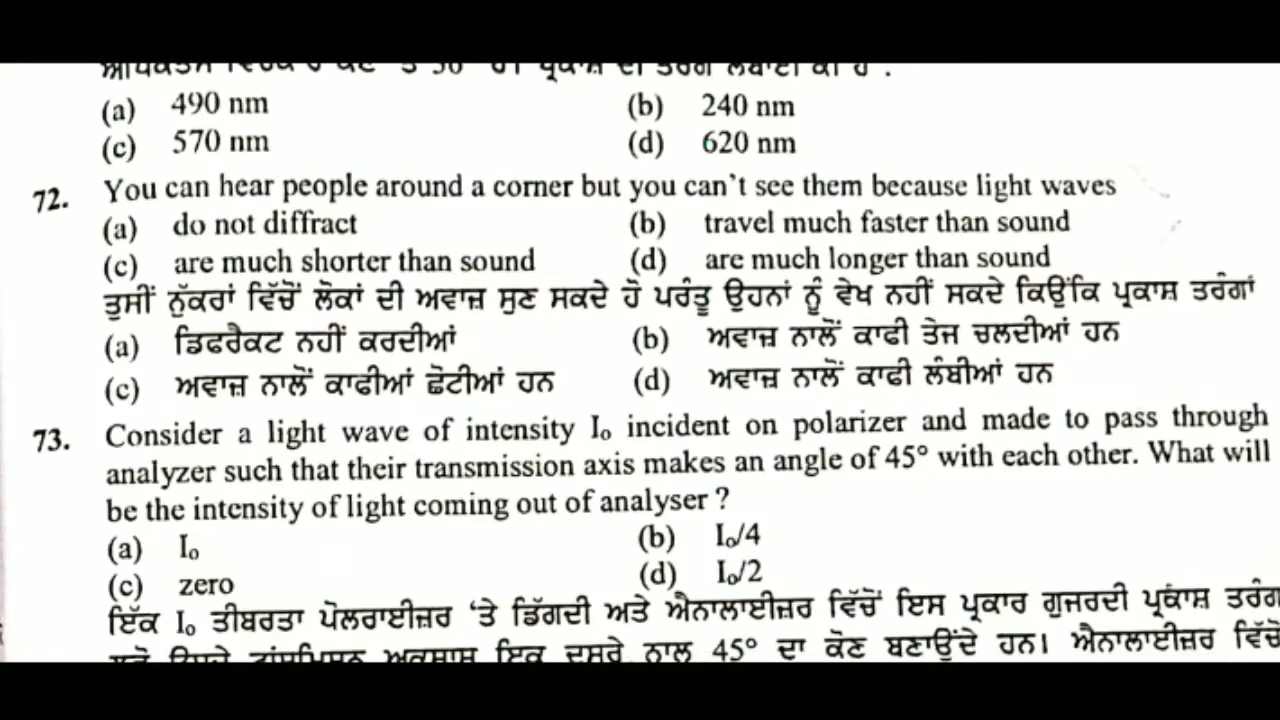 (a) 490 nm (b) 240 nm
(c) 570 nm (d) 620 nm
72. You can hear people around a corner but you can't see them because light waves
(a) do not diffract (b) travel much faster than sound
(c) are much shorter than sound (d) are much longer than sound
ਤੁਸੀਂ ਨੁੱਕਰਾਂ ਵਿੱਚੋਂ ਲੋਕਾਂ ਦੀ ਅਵਾਜ਼ ਸੁਣ ਸਕਦੇ ਹੋ ਪਰੰਤੂ ਉਹਨਾਂ ਨੂੰ ਵੇਖ ਨਹੀਂ ਸਕਦੇ ਕਿਉਂਕਿ ਪ੍ਰਕਾਸ਼ ਤਰੰਗਾਂ
(a) ਡਿਫਰੈਕਟ ਨਹੀਂ ਕਰਦੀਆਂ (b) ਅਵਾਜ਼ ਨਾਲੋਂ ਕਾਫੀ ਤੇਜ ਚਲਦੀਆਂ ਹਨ
(c) ਅਵਾਜ਼ ਨਾਲੋਂ ਕਾਫੀਆਂ ਛੋਟੀਆਂ ਹਨ (d) ਅਵਾਜ਼ ਨਾਲੋਂ ਕਾਫੀ ਲੰਬੀਆਂ ਹਨ
73. Consider a light wave of intensity I₀ incident on polarizer and made to pass through
analyzer such that their transmission axis makes an angle of 45° with each other. What will
be the intensity of light coming out of analyser ?
(a) I₀ (b) I₀/4
(c) zero (d) I₀/2
ਇੱਕ I₀ ਤੀਬਰਤਾ ਪੋਲਰਾਈਜ਼ਰ 'ਤੇ ਡਿੱਗਦੀ ਅਤੇ ਐਨਾਲਾਈਜ਼ਰ ਵਿੱਚੋਂ ਇਸ ਪ੍ਰਕਾਰ ਗੁਜਰਦੀ ਪ੍ਰਕਾਸ਼ ਤਰੰਗ
ਇਕ ਦੂਸਰੇ ਨਾਲ 45° ਦਾ ਕੋਣ ਬਣਾਉਂਦੇ ਹਨ। ਐਨਾਲਾਈਜ਼ਰ ਵਿੱਚੋਂ